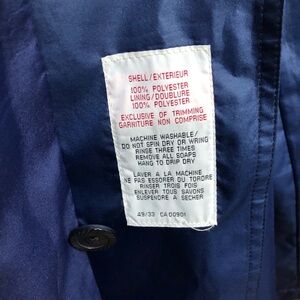 SHELL/EXTERIEUR
100% POLYESTER
LINING/DOUBLURE
100% POLYESTER
EXCLUSIVE OF TRIMMING
GARNITURE NON COMPRISE
MACHINE WASHABLE/
DO NOT SPIN DRY OR WRING
RINSE THREE TIMES
REMOVE ALL SOAPS
HANG TO DRIP DRY
LAVER A LA MACHINE
NE PAS ESSORER OU TORDRE
RINSER TROIS FOIS
ENLEVER TOUS SAVONS
SUSPENDRE A SECHER
49/33 CA 00901